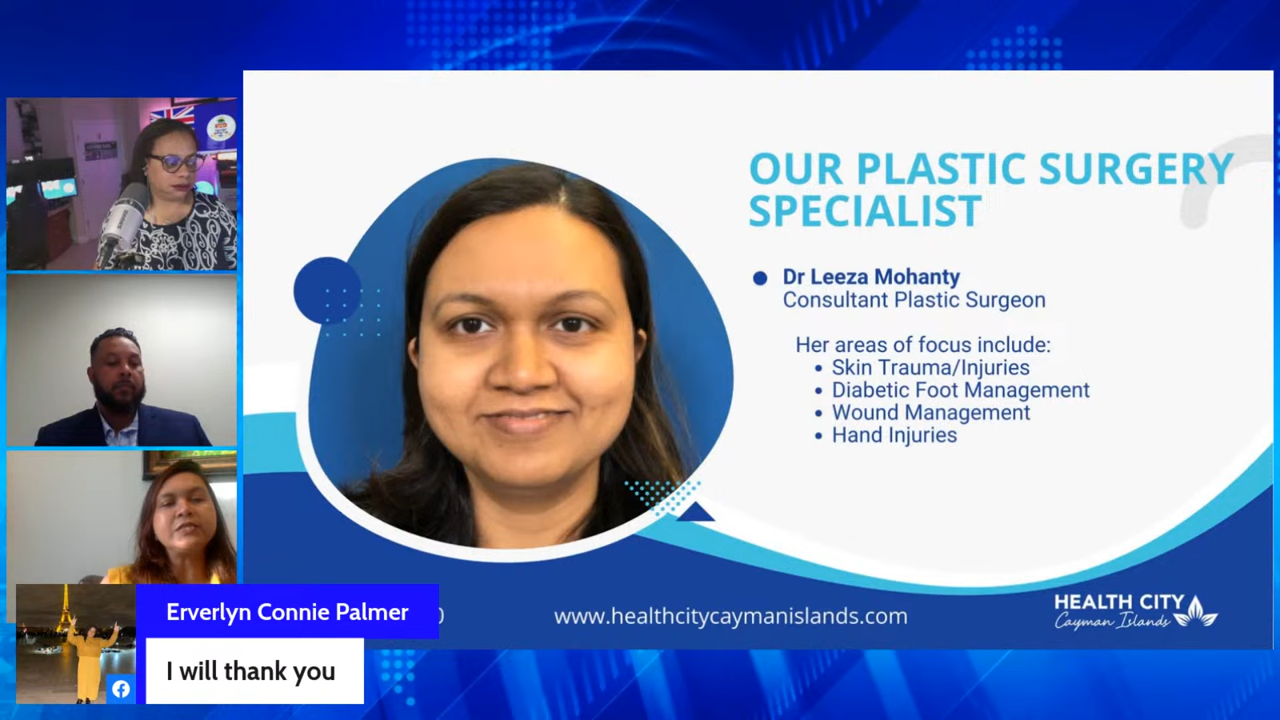 OUR PLASTIC SURGERY
SPECIALIST
Dr Leeza Mohanty
Consultant Plastic Surgeon
Her areas of focus include:
Skin Trauma/Injuries
Diabetic Foot Management
Wound Management
Hand Injuries
0
www.healthcitycaymanislands.com
HEALTH CITY
Cayman Islands
Erverlyn Connie Palmer
I will thank you